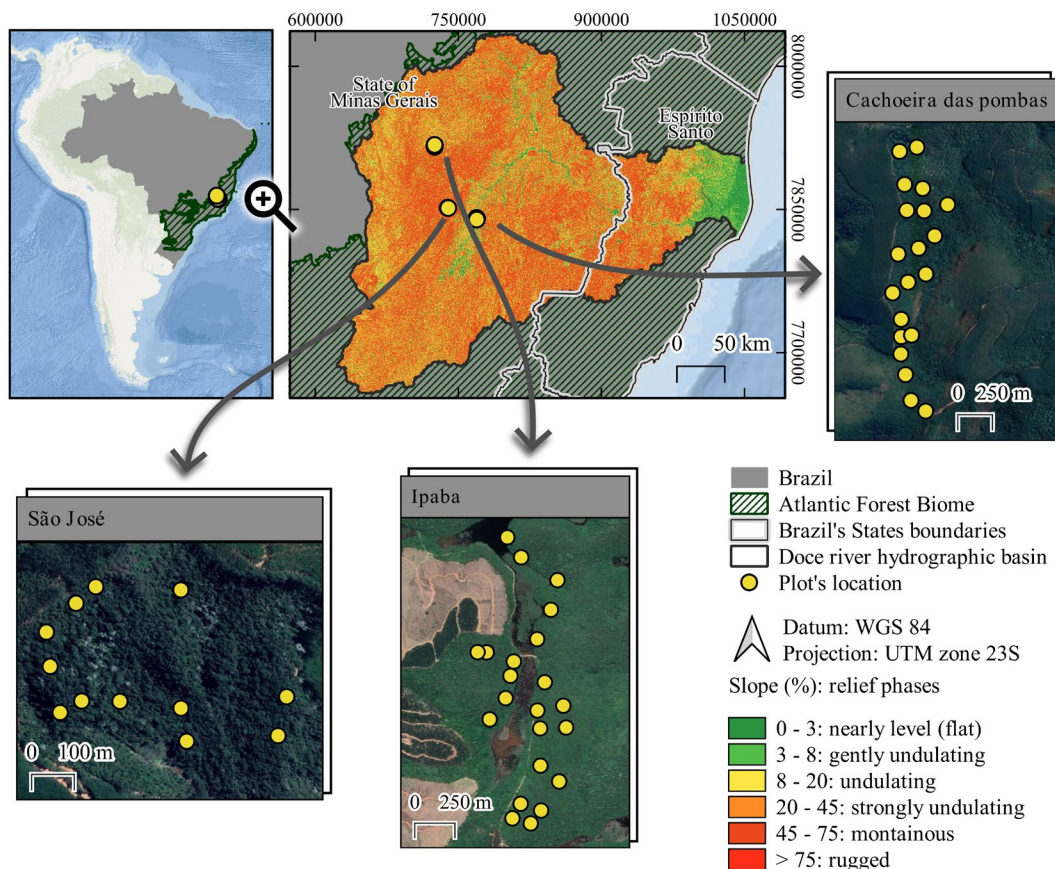 600000 750000 900000 1050000
8000000
7850000
7700000
State of
Minas Gerais
Espírito
Santo
0 50 km
Cachoeira das pombas
0 250 m
São José
0 100 m
Ipaba
0 250 m
Brazil
Atlantic Forest Biome
Brazil's States boundaries
Doce river hydrographic basin
Plot's location
Datum: WGS 84
Projection: UTM zone 23S
Slope (%): relief phases
0 - 3: nearly level (flat)
3 - 8: gently undulating
8 - 20: undulating
20 - 45: strongly undulating
45 - 75: montainous
> 75: rugged